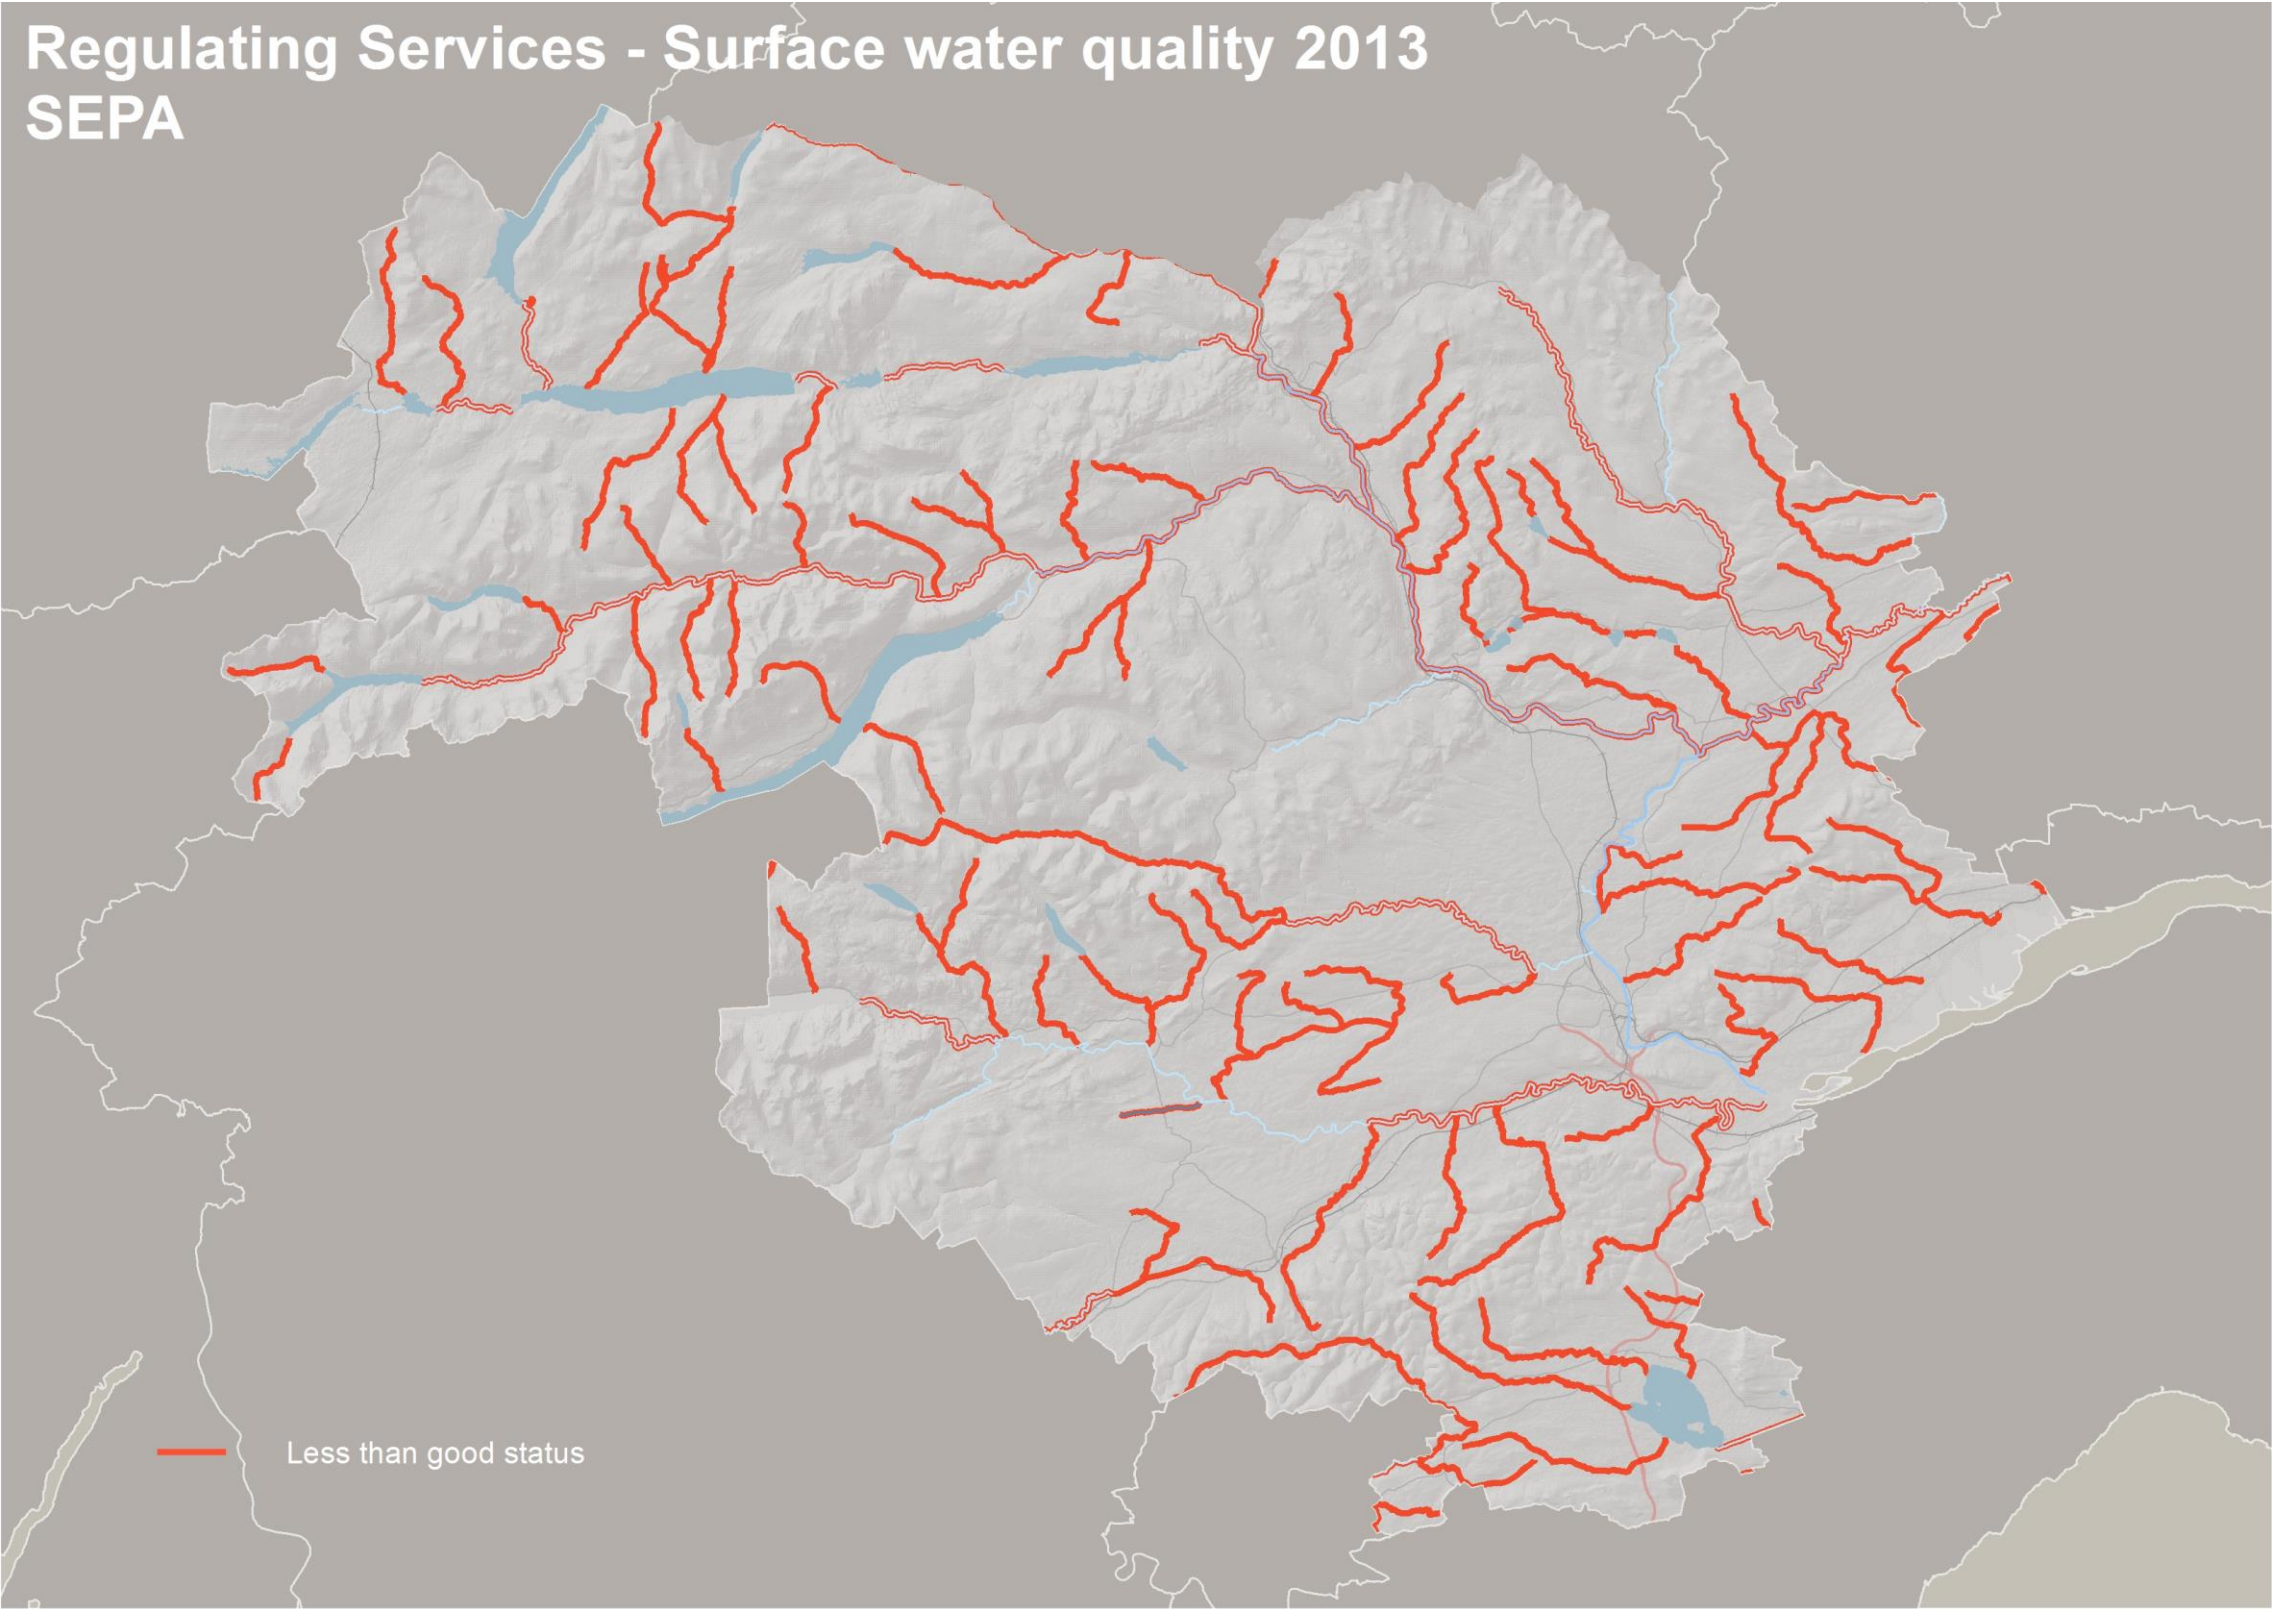 Regulating Services - Surface water quality 2013
SEPA
Less than good status